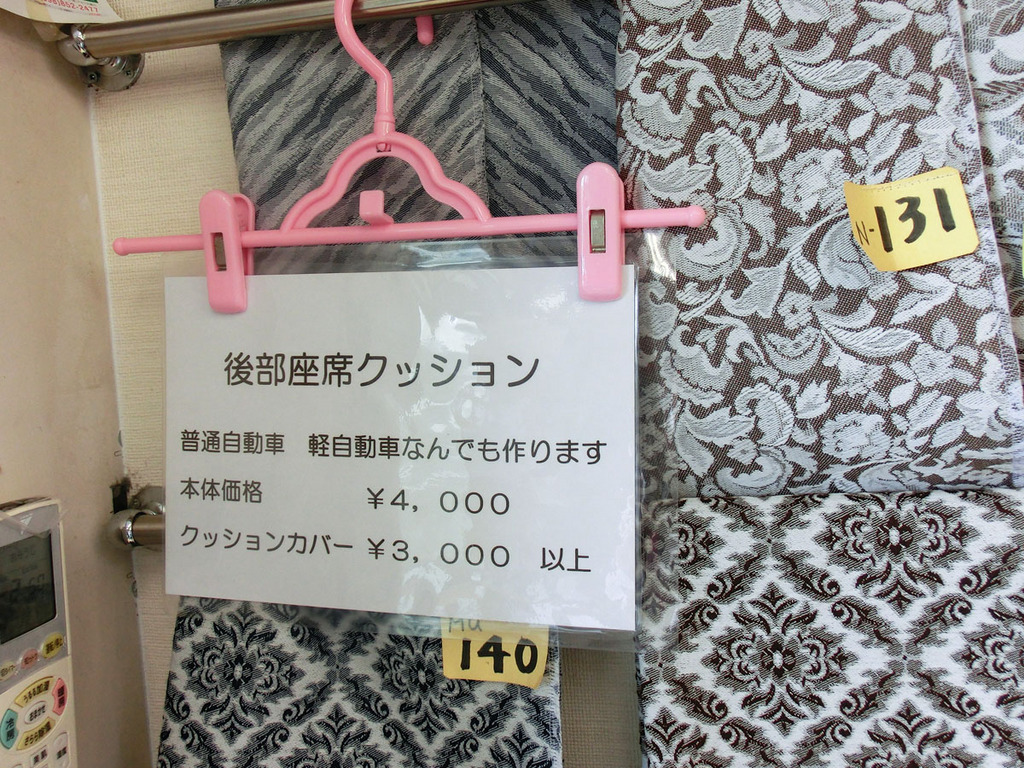 後部座席クッション
普通自動車 軽自動車なんでも作ります
本体価格 ￥4,000
クッションカバー ￥3,000 以上
N-131
140